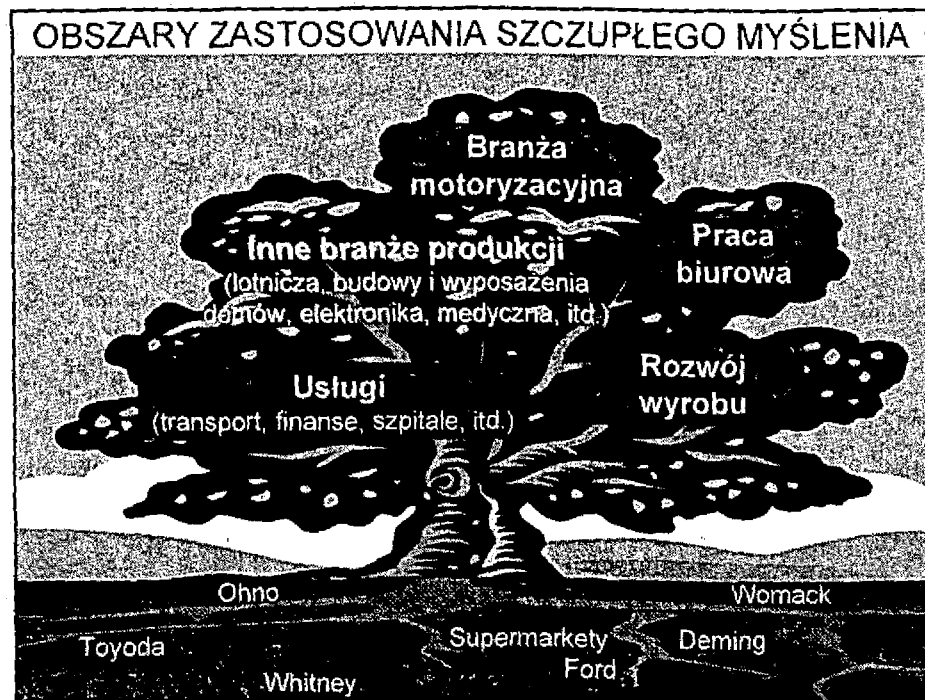 OBSZARY ZASTOSOWANIA SZCZUPŁEGO MYŚLENIA
Branża
motoryzacyjna
Inne branże produkcji
(lotnicza, budowy i wyposażenia
domów, elektronika, medyczna, itd.)
Praca
biurowa
Usługi
(transport, finanse, szpitale, itd.)
Rozwój
wyrobu
Ohno
Womack
Toyoda
Supermarkety
Deming
Ford
Whitney